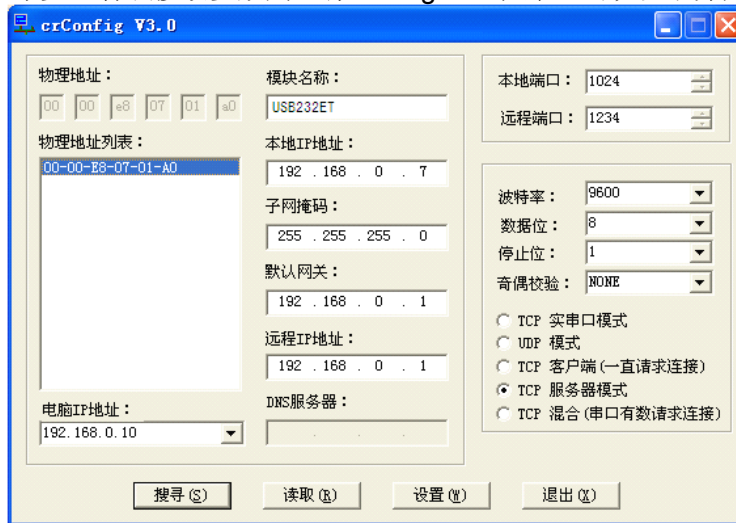 crConfig V3.0
物理地址：
00 00 e8 07 01 a0
物理地址列表：
00-00-E8-07-01-A0
电脑IP地址：
192.168.0.10
模块名称：
USB232ET
本地IP地址：
192 .168 . 0 . 7
子网掩码：
255 .255 .255 . 0
默认网关：
192 .168 . 0 . 1
远程IP地址：
192 .168 . 0 . 1
DNS服务器：
. . .
本地端口： 1024
远程端口： 1234
波特率： 9600
数据位： 8
停止位： 1
奇偶校验： NONE
TCP 实串口模式
UDP 模式
TCP 客户端(一直请求连接)
TCP 服务器模式
TCP 混合(串口有数请求连接)
搜寻(S) 读取(R) 设置(W) 退出(X)